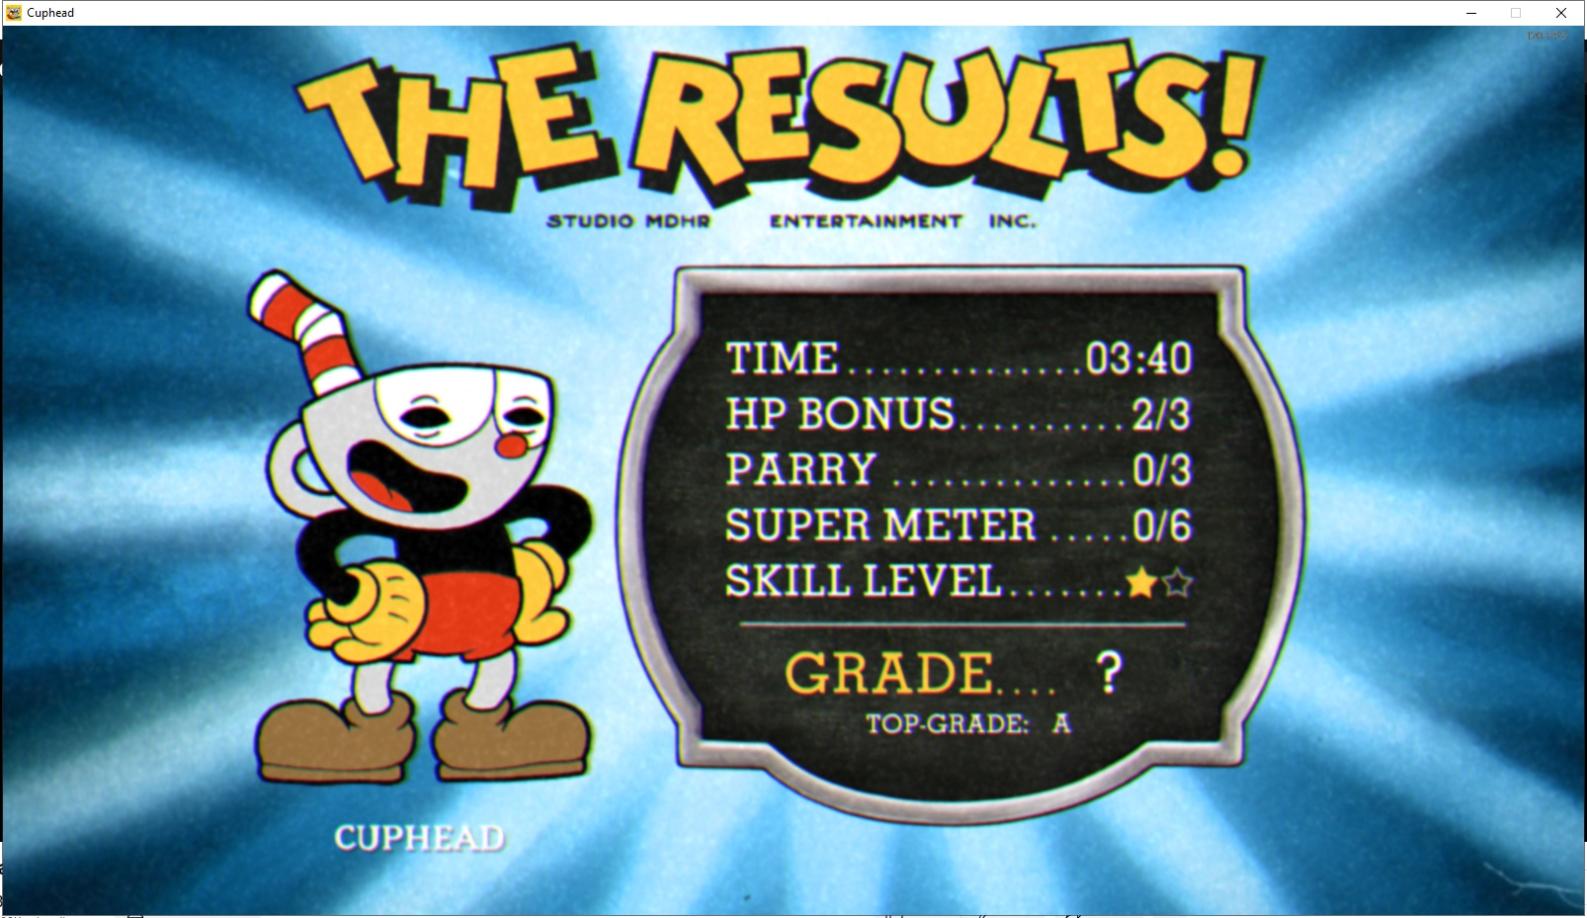 Cuphead
THE RESULTS!
STUDIO MDHR ENTERTAINMENT INC.
TIME..............03:40
HP BONUS..........2/3
PARRY ..............0/3
SUPER METER .....0/6
SKILL LEVEL.......
GRADE.... ?
TOP-GRADE: A
CUPHEAD